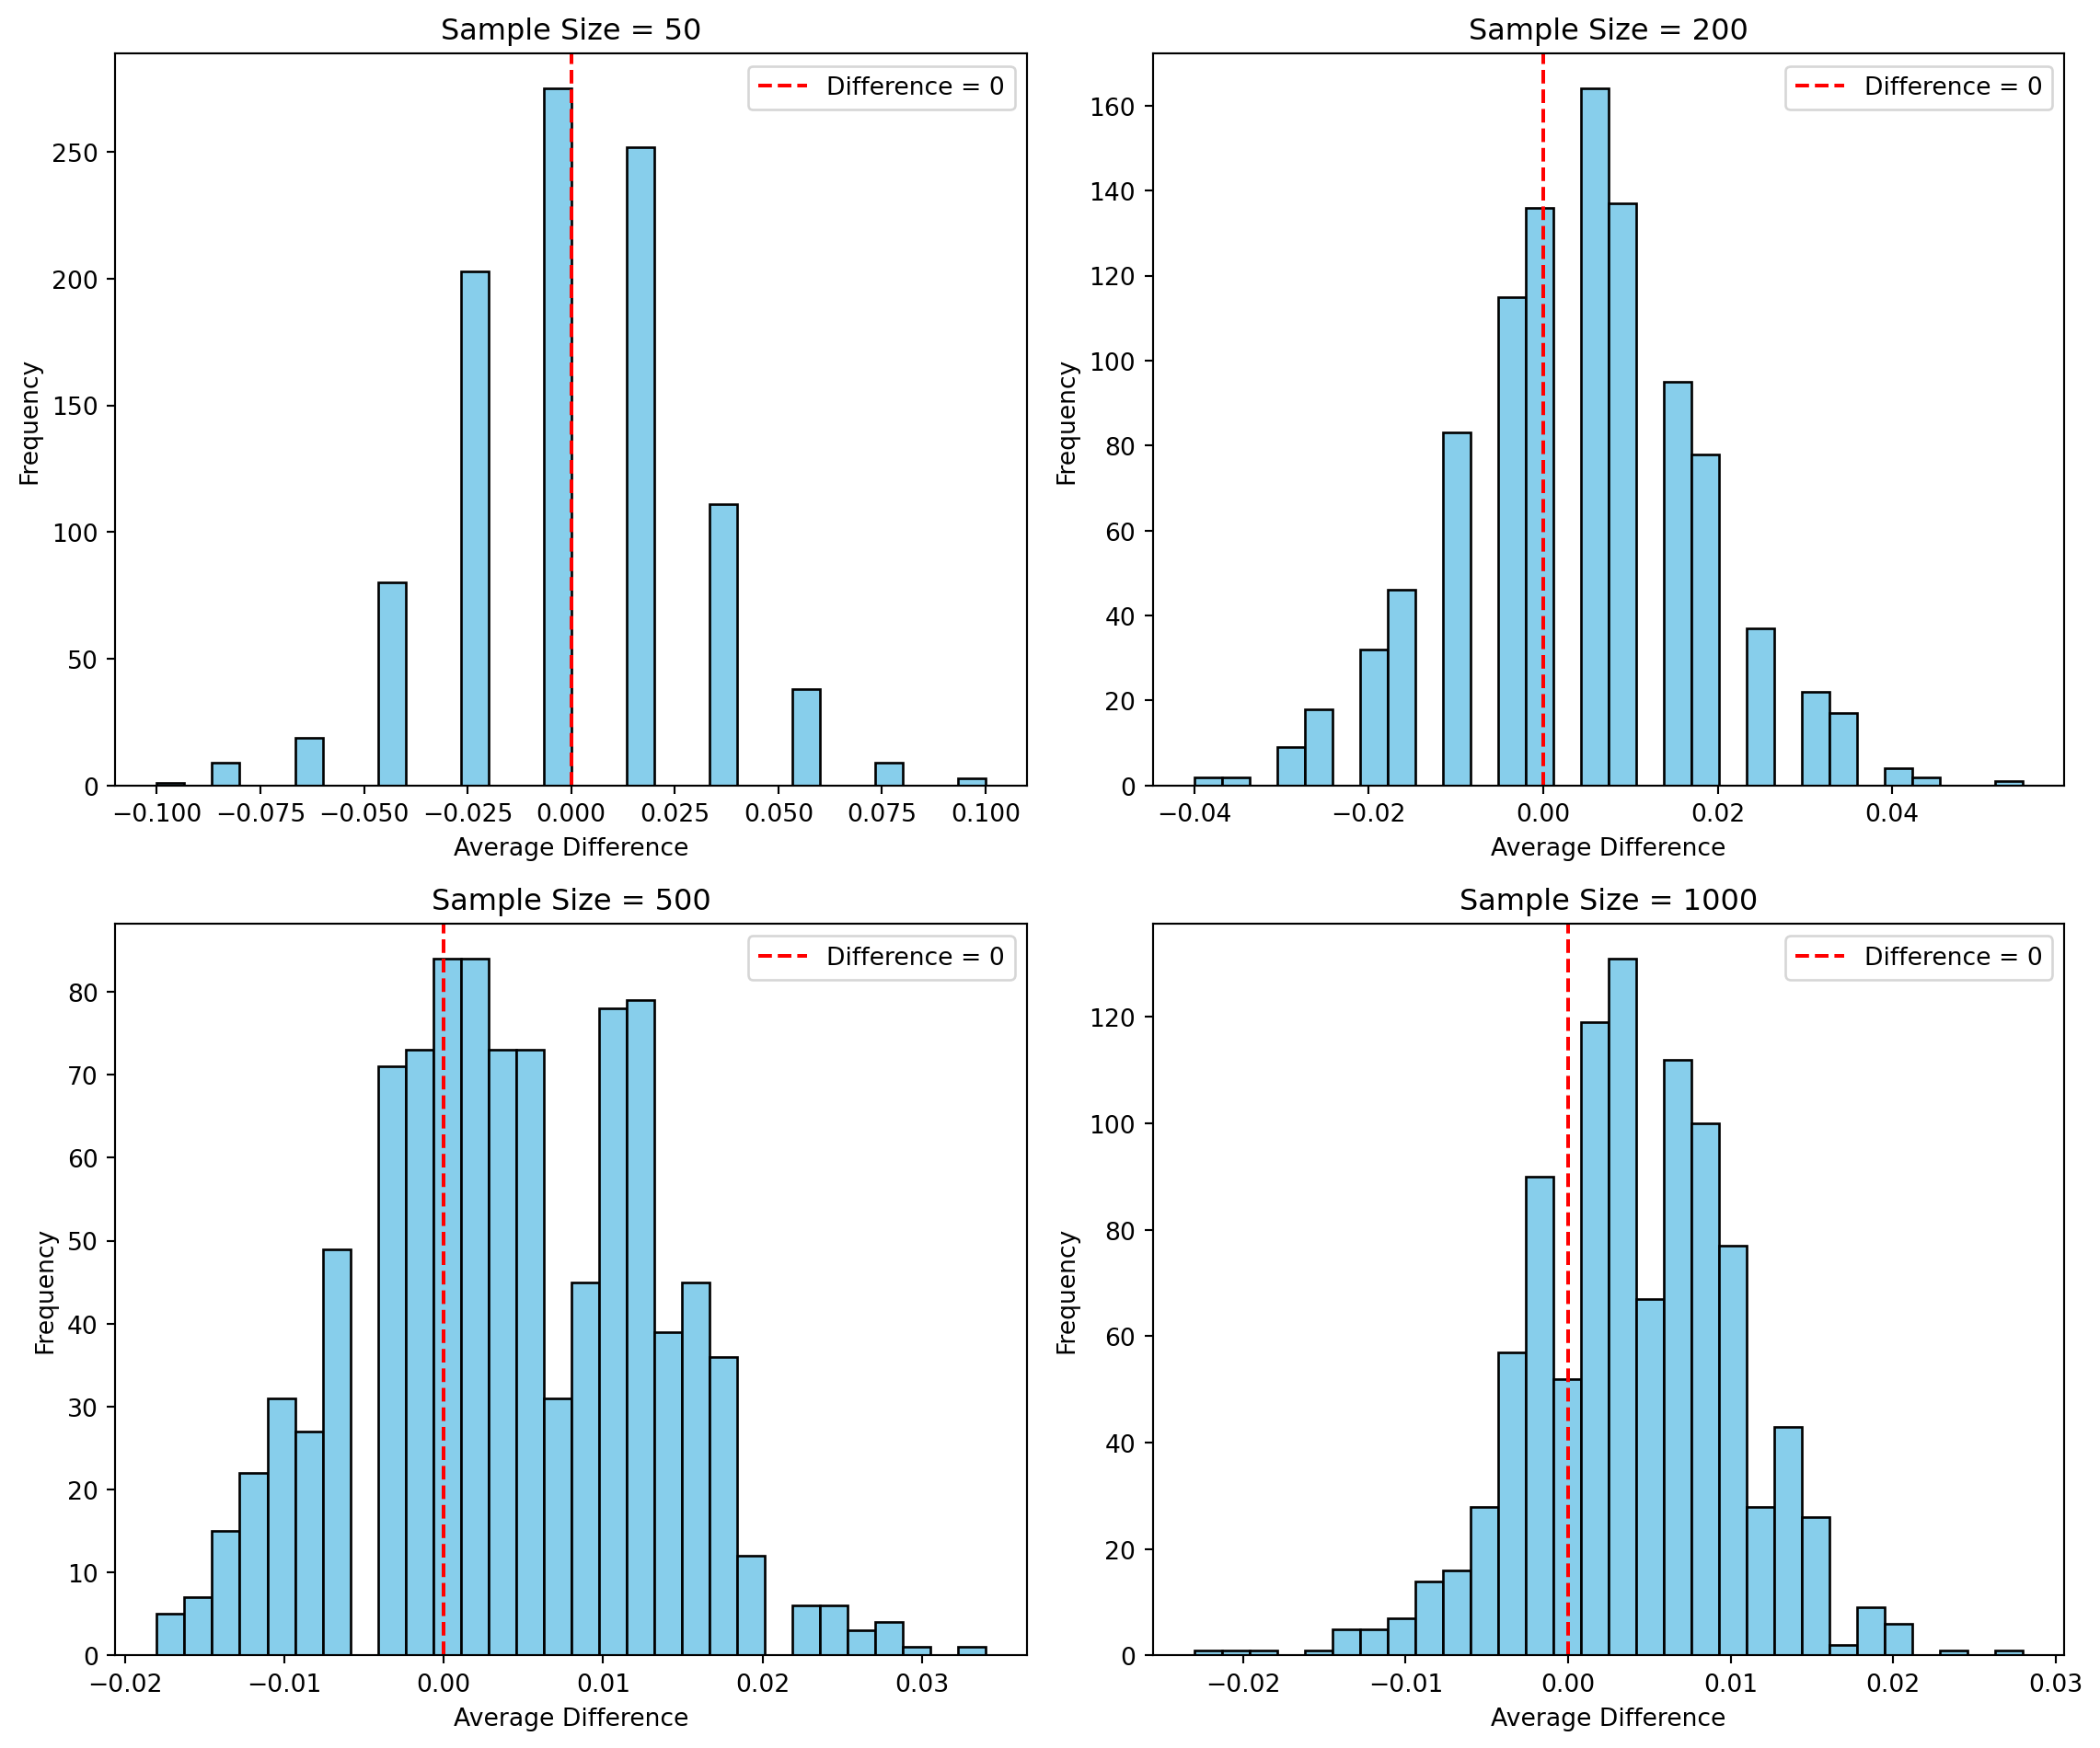 Sample Size = 50
Difference = 0
Frequency
250
200
150
100
50
0
−0.100 −0.075 −0.050 −0.025 0.000 0.025 0.050 0.075 0.100
Average Difference
Sample Size = 200
Difference = 0
Frequency
160
140
120
100
80
60
40
20
0
−0.04 −0.02 0.00 0.02 0.04
Average Difference
Sample Size = 500
Difference = 0
Frequency
80
70
60
50
40
30
20
10
0
−0.02 −0.01 0.00 0.01 0.02 0.03
Average Difference
Sample Size = 1000
Difference = 0
Frequency
120
100
80
60
40
20
0
−0.02 −0.01 0.00 0.01 0.02 0.03
Average Difference